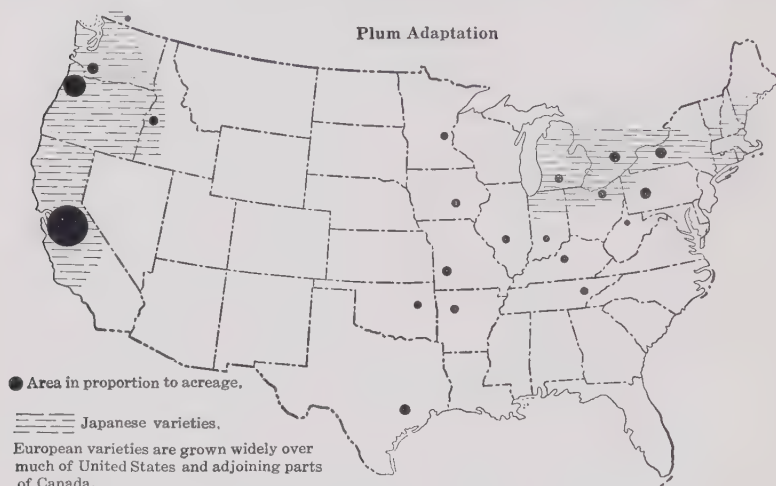 Plum Adaptation
Area in proportion to acreage.
Japanese varieties.
European varieties are grown widely over
much of United States and adjoining parts
of Canada